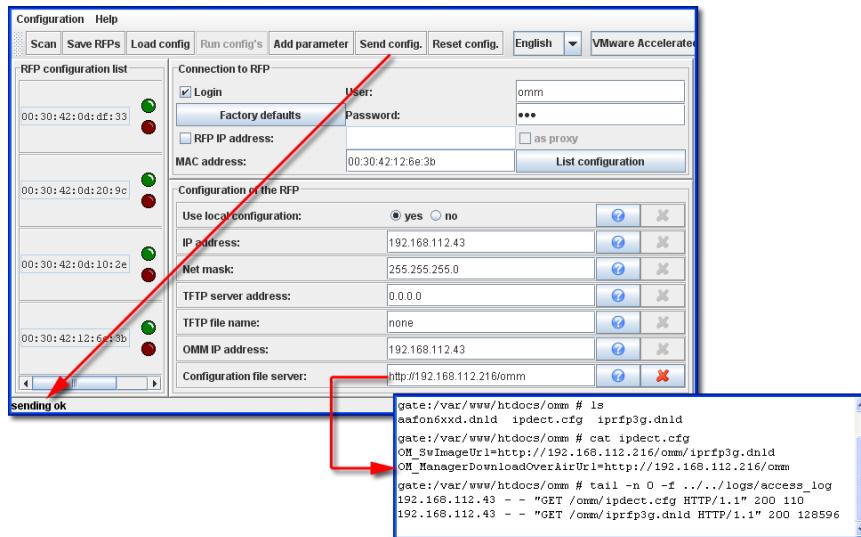 Configuration Help
Scan Save RFPs Load config Run config's Add parameter Send config. Reset config. English VMware Accelerated
RFP configuration list
00:30:42:0d:df:33
00:30:42:0d:20:9c
00:30:42:0d:10:2e
00:30:42:12:6e:3b
Connection to RFP
Login User: omm
Factory defaults Password: •••
RFP IP address: as proxy
MAC address: 00:30:42:12:6e:3b List configuration
Configuration of the RFP
Use local configuration: yes no
IP address: 192.168.112.43
Net mask: 255.255.255.0
TFTP server address: 0.0.0.0
TFTP file name: none
OMM IP address: 192.168.112.43
Configuration file server: http://192.168.112.216/omm
sending ok
gate:/var/www/htdocs/omm # ls
aafon6xxd.dnld ipdect.cfg iprfp3g.dnld
gate:/var/www/htdocs/omm # cat ipdect.cfg
OM_SwImageUrl=http://192.168.112.216/omm/iprfp3g.dnld
OM_ManagerDownloadOverAirUrl=http://192.168.112.216/omm
gate:/var/www/htdocs/omm # tail -n 0 -f ../../logs/access_log
192.168.112.43 - - "GET /omm/ipdect.cfg HTTP/1.1" 200 110
192.168.112.43 - - "GET /omm/iprfp3g.dnld HTTP/1.1" 200 128596